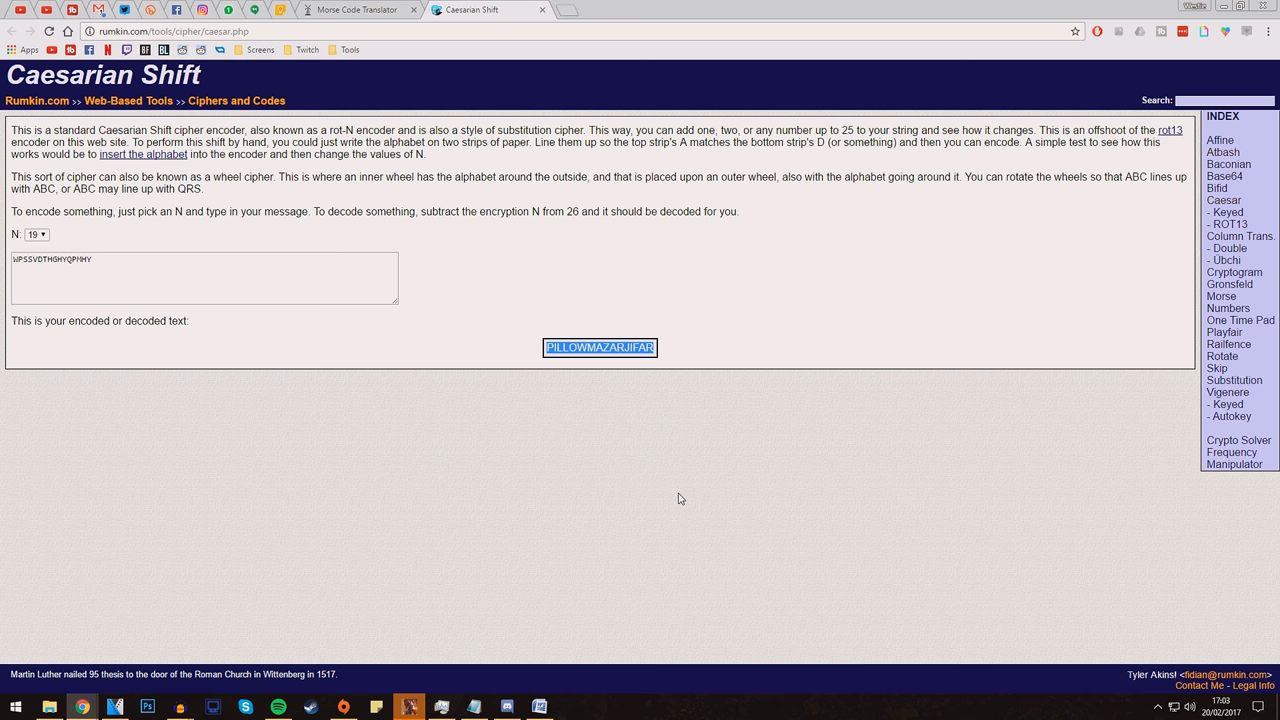 Morse Code Translator
Caesarian Shift
Westie
rumkin.com/tools/cipher/caesar.php
Apps
Screens
Twitch
Tools
Caesarian Shift
Rumkin.com >> Web-Based Tools >> Ciphers and Codes
Search:
This is a standard Caesarian Shift cipher encoder, also known as a rot-N encoder and is also a style of substitution cipher. This way, you can add one, two, or any number up to 25 to your string and see how it changes. This is an offshoot of the rot13
encoder on this web site. To perform this shift by hand, you could just write the alphabet on two strips of paper. Line them up so the top strip's A matches the bottom strip's D (or something) and then you can encode. A simple test to see how this
works would be to insert the alphabet into the encoder and then change the values of N.
This sort of cipher can also be known as a wheel cipher. This is where an inner wheel has the alphabet around the outside, and that is placed upon an outer wheel, also with the alphabet going around it. You can rotate the wheels so that ABC lines up
with ABC, or ABC may line up with QRS.
To encode something, just pick an N and type in your message. To decode something, subtract the encryption N from 26 and it should be decoded for you.
N: 19
WPSSVDTHGHYQPMHY
This is your encoded or decoded text:
PILLOWMAZARJIFAR
INDEX
Affine
Atbash
Baconian
Base64
Bifid
Caesar
- Keyed
- ROT13
Column Trans.
- Double
- Übchi
Cryptogram
Gronsfeld
Morse
Numbers
One Time Pad
Playfair
Railfence
Rotate
Skip
Substitution
Vigenere
- Keyed
- Autokey
Crypto Solver
Frequency
Manipulator
Martin Luther nailed 95 thesis to the door of the Roman Church in Wittenberg in 1517.
Tyler Akins! <fidian@rumkin.com>
Contact Me - Legal Info
17:03
20/02/2017